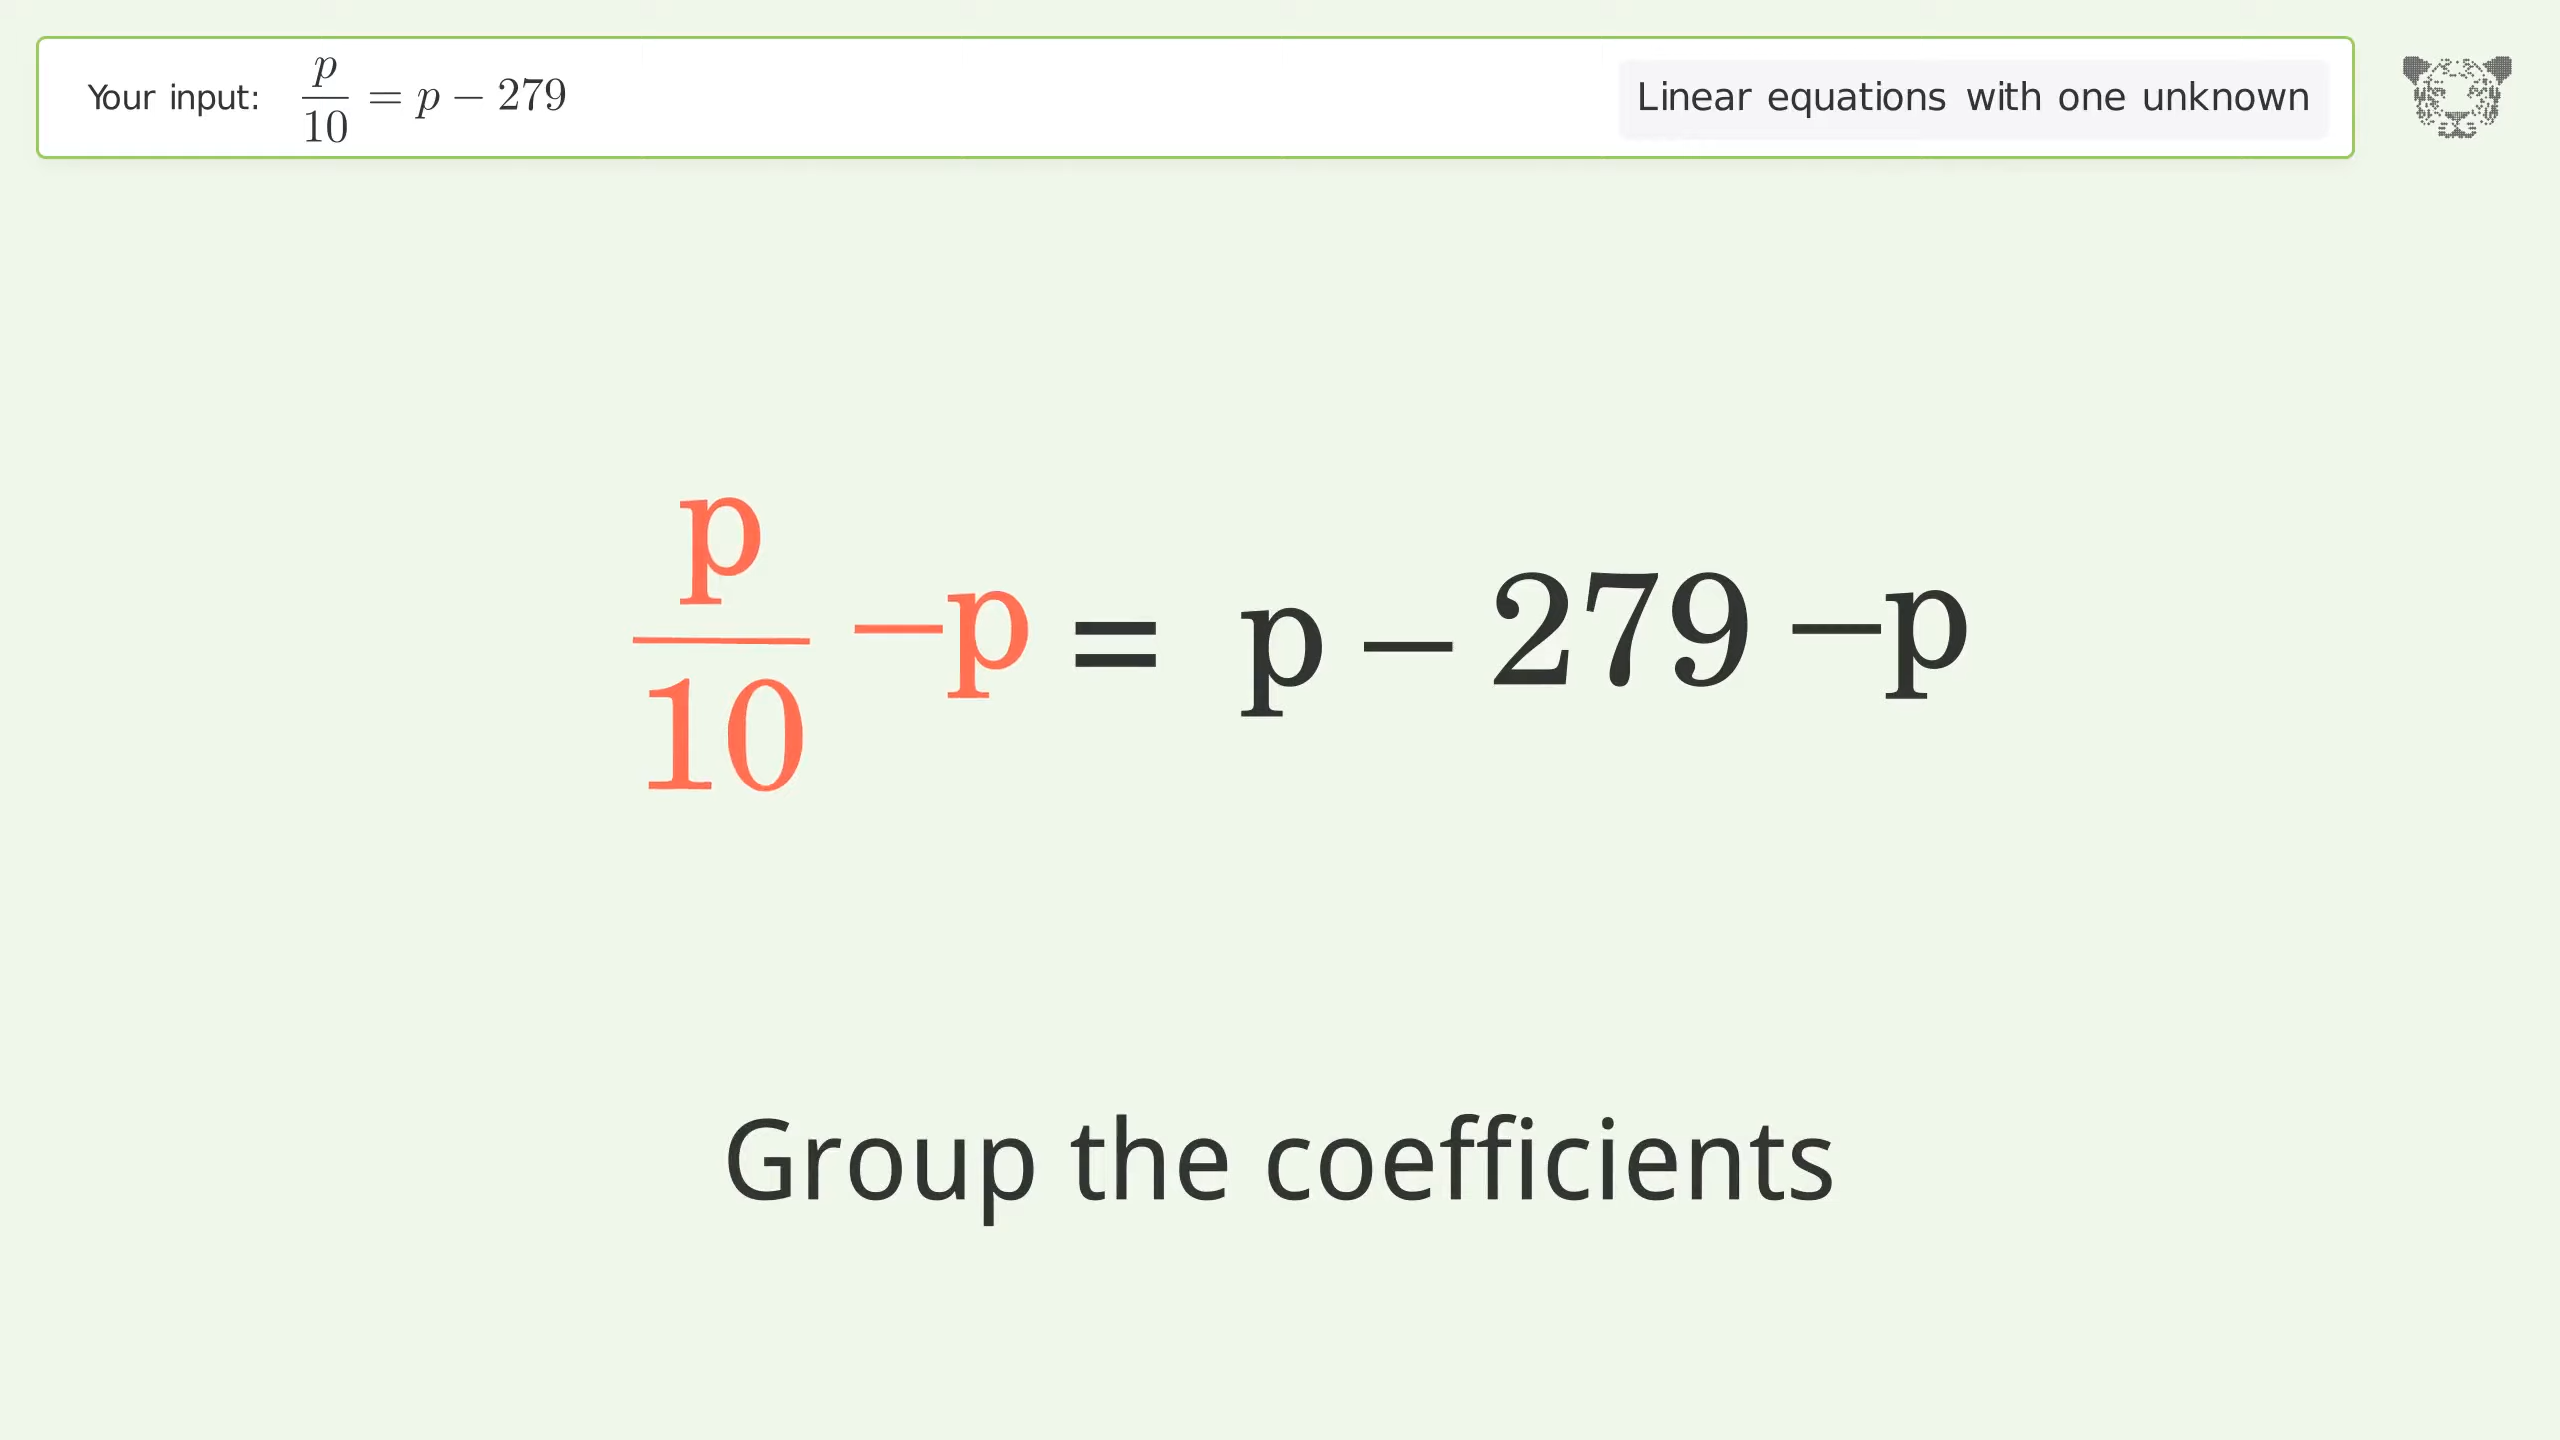 Your input: p/10 = p − 279
Linear equations with one unknown
p/10 −p = p − 279 −p
Group the coefficients